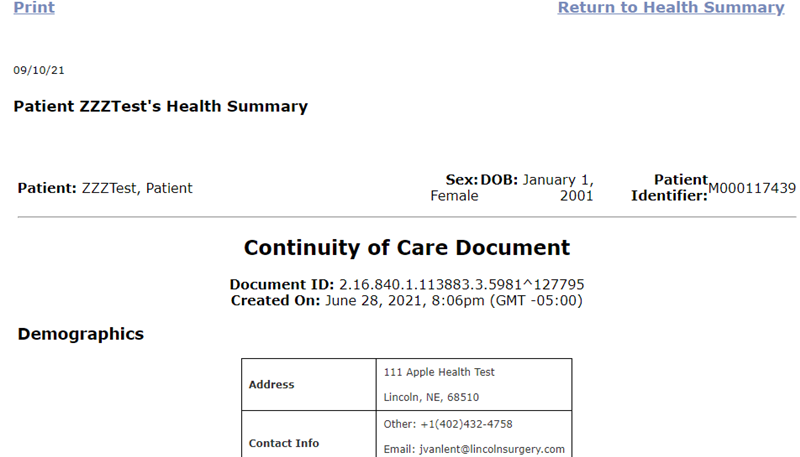 Print
Return to Health Summary
09/10/21
Patient ZZZTest's Health Summary
Patient: ZZZTest, Patient
Sex: Female
DOB: January 1, 2001
Patient Identifier: M000117439
Continuity of Care Document
Document ID: 2.16.840.1.113883.3.5981^127795
Created On: June 28, 2021, 8:06pm (GMT -05:00)
Demographics
Address
111 Apple Health Test
Lincoln, NE, 68510
Contact Info
Other: +1(402)432-4758
Email: jvanlent@lincolnsurgery.com